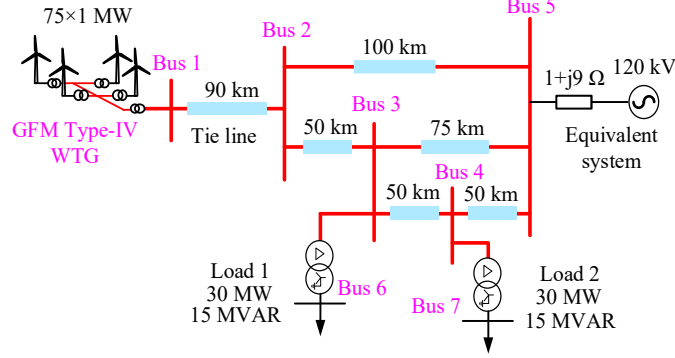 75×1 MW
Bus 1
GFM Type-IV
WTG
90 km
Tie line
Bus 2
100 km
Bus 5
1+j9 Ω
120 kV
Equivalent
system
50 km
Bus 3
75 km
Bus 4
50 km
50 km
Load 1
30 MW
15 MVAR
Bus 6
Bus 7
Load 2
30 MW
15 MVAR